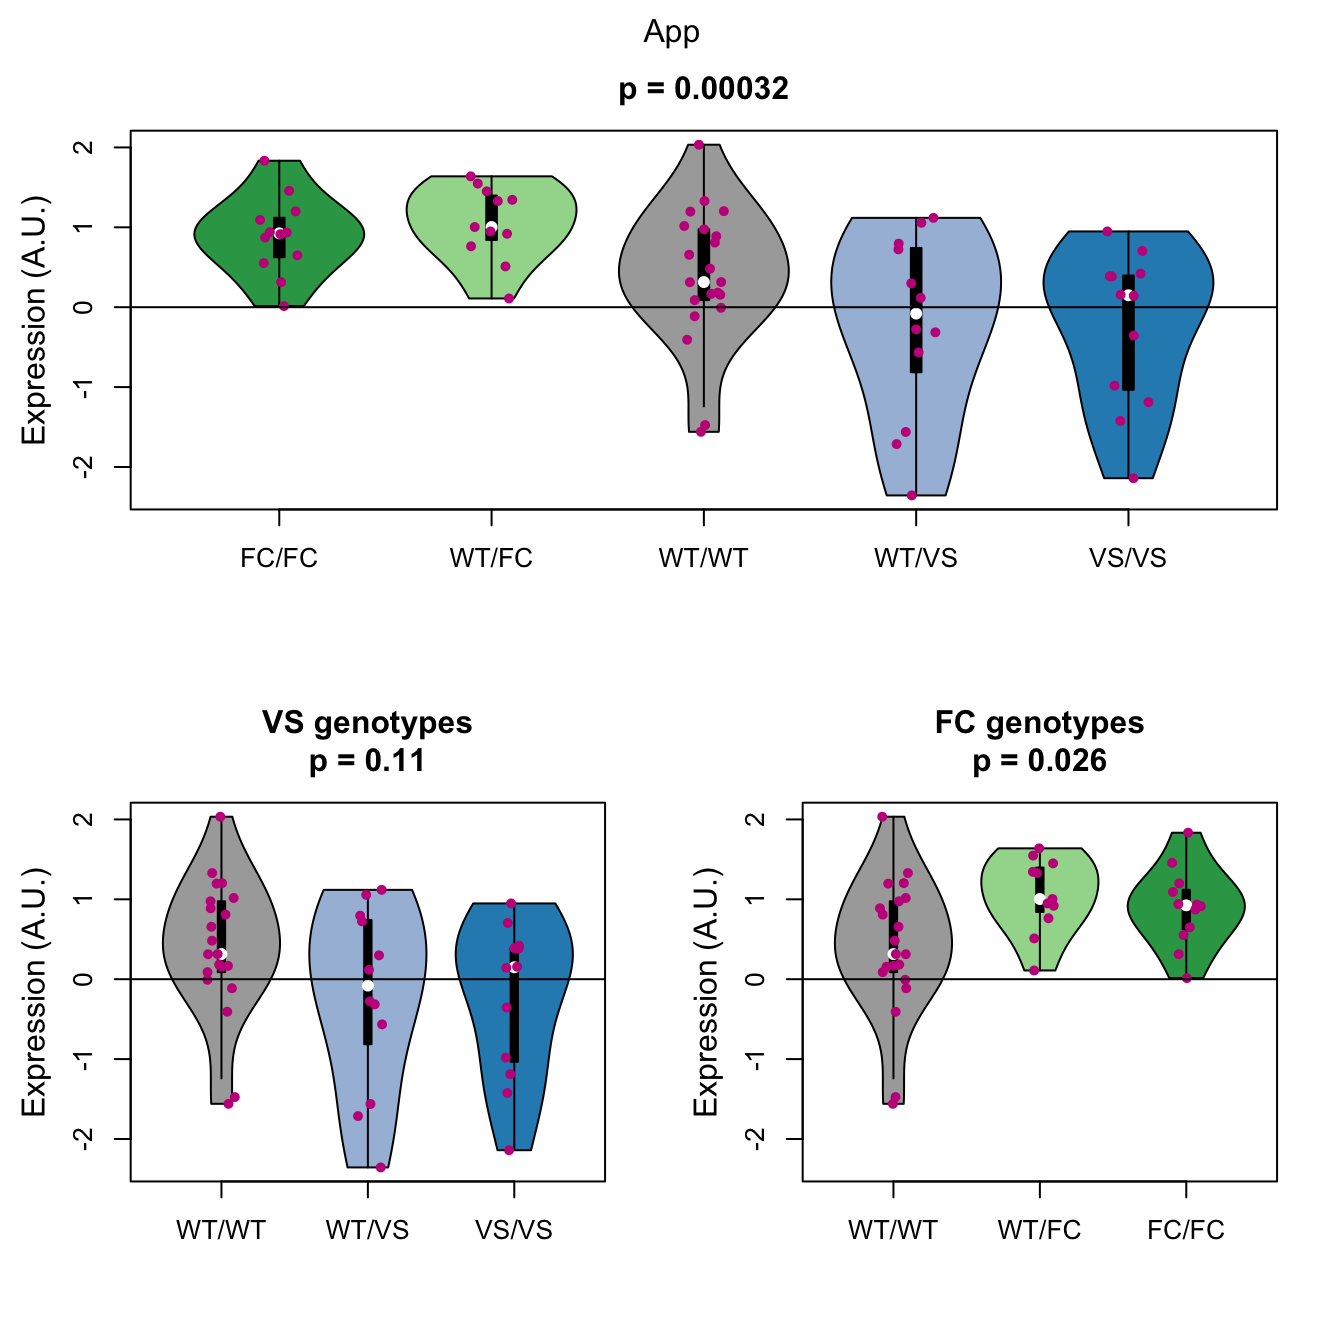 App
p = 0.00032
Expression (A.U.)
2
1
0
-1
-2
FC/FC WT/FC WT/WT WT/VS VS/VS
VS genotypes
p = 0.11
Expression (A.U.)
2
1
0
-1
-2
WT/WT WT/VS VS/VS
FC genotypes
p = 0.026
Expression (A.U.)
2
1
0
-1
-2
WT/WT WT/FC FC/FC